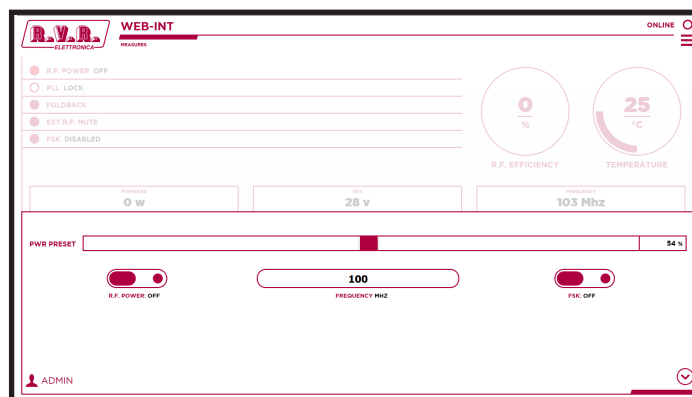 R.V.R.
ELETTRONICA
WEB-INT
MEASURES
ONLINE
R.F. POWER OFF
PLL LOCK
FOLDBACK
EXT R.F. MUTE
FSK DISABLED
0
%
R.F. EFFICIENCY
25
°C
TEMPERATURE
FORWARD
0 w
VPA
28 v
FREQUENCY
103 Mhz
PWR PRESET
54 %
R.F. POWER: OFF
100
FREQUENCY MHZ
FSK: OFF
ADMIN